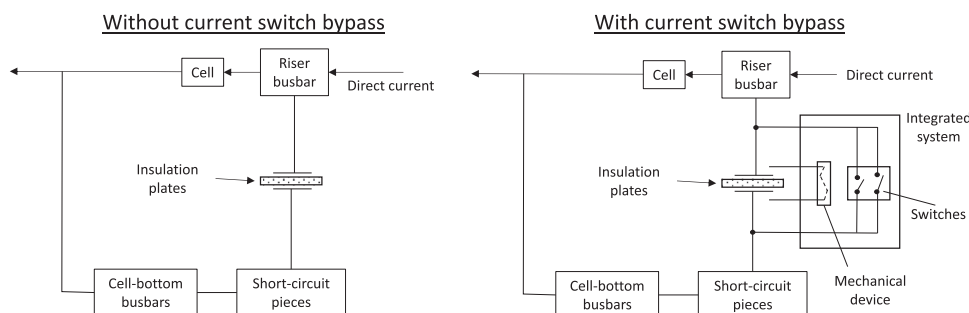 Without current switch bypass
Cell
Riser
busbar
Direct current
Insulation
plates
Cell-bottom
busbars
Short-circuit
pieces
With current switch bypass
Cell
Riser
busbar
Direct current
Integrated
system
Insulation
plates
Switches
Mechanical
device
Cell-bottom
busbars
Short-circuit
pieces